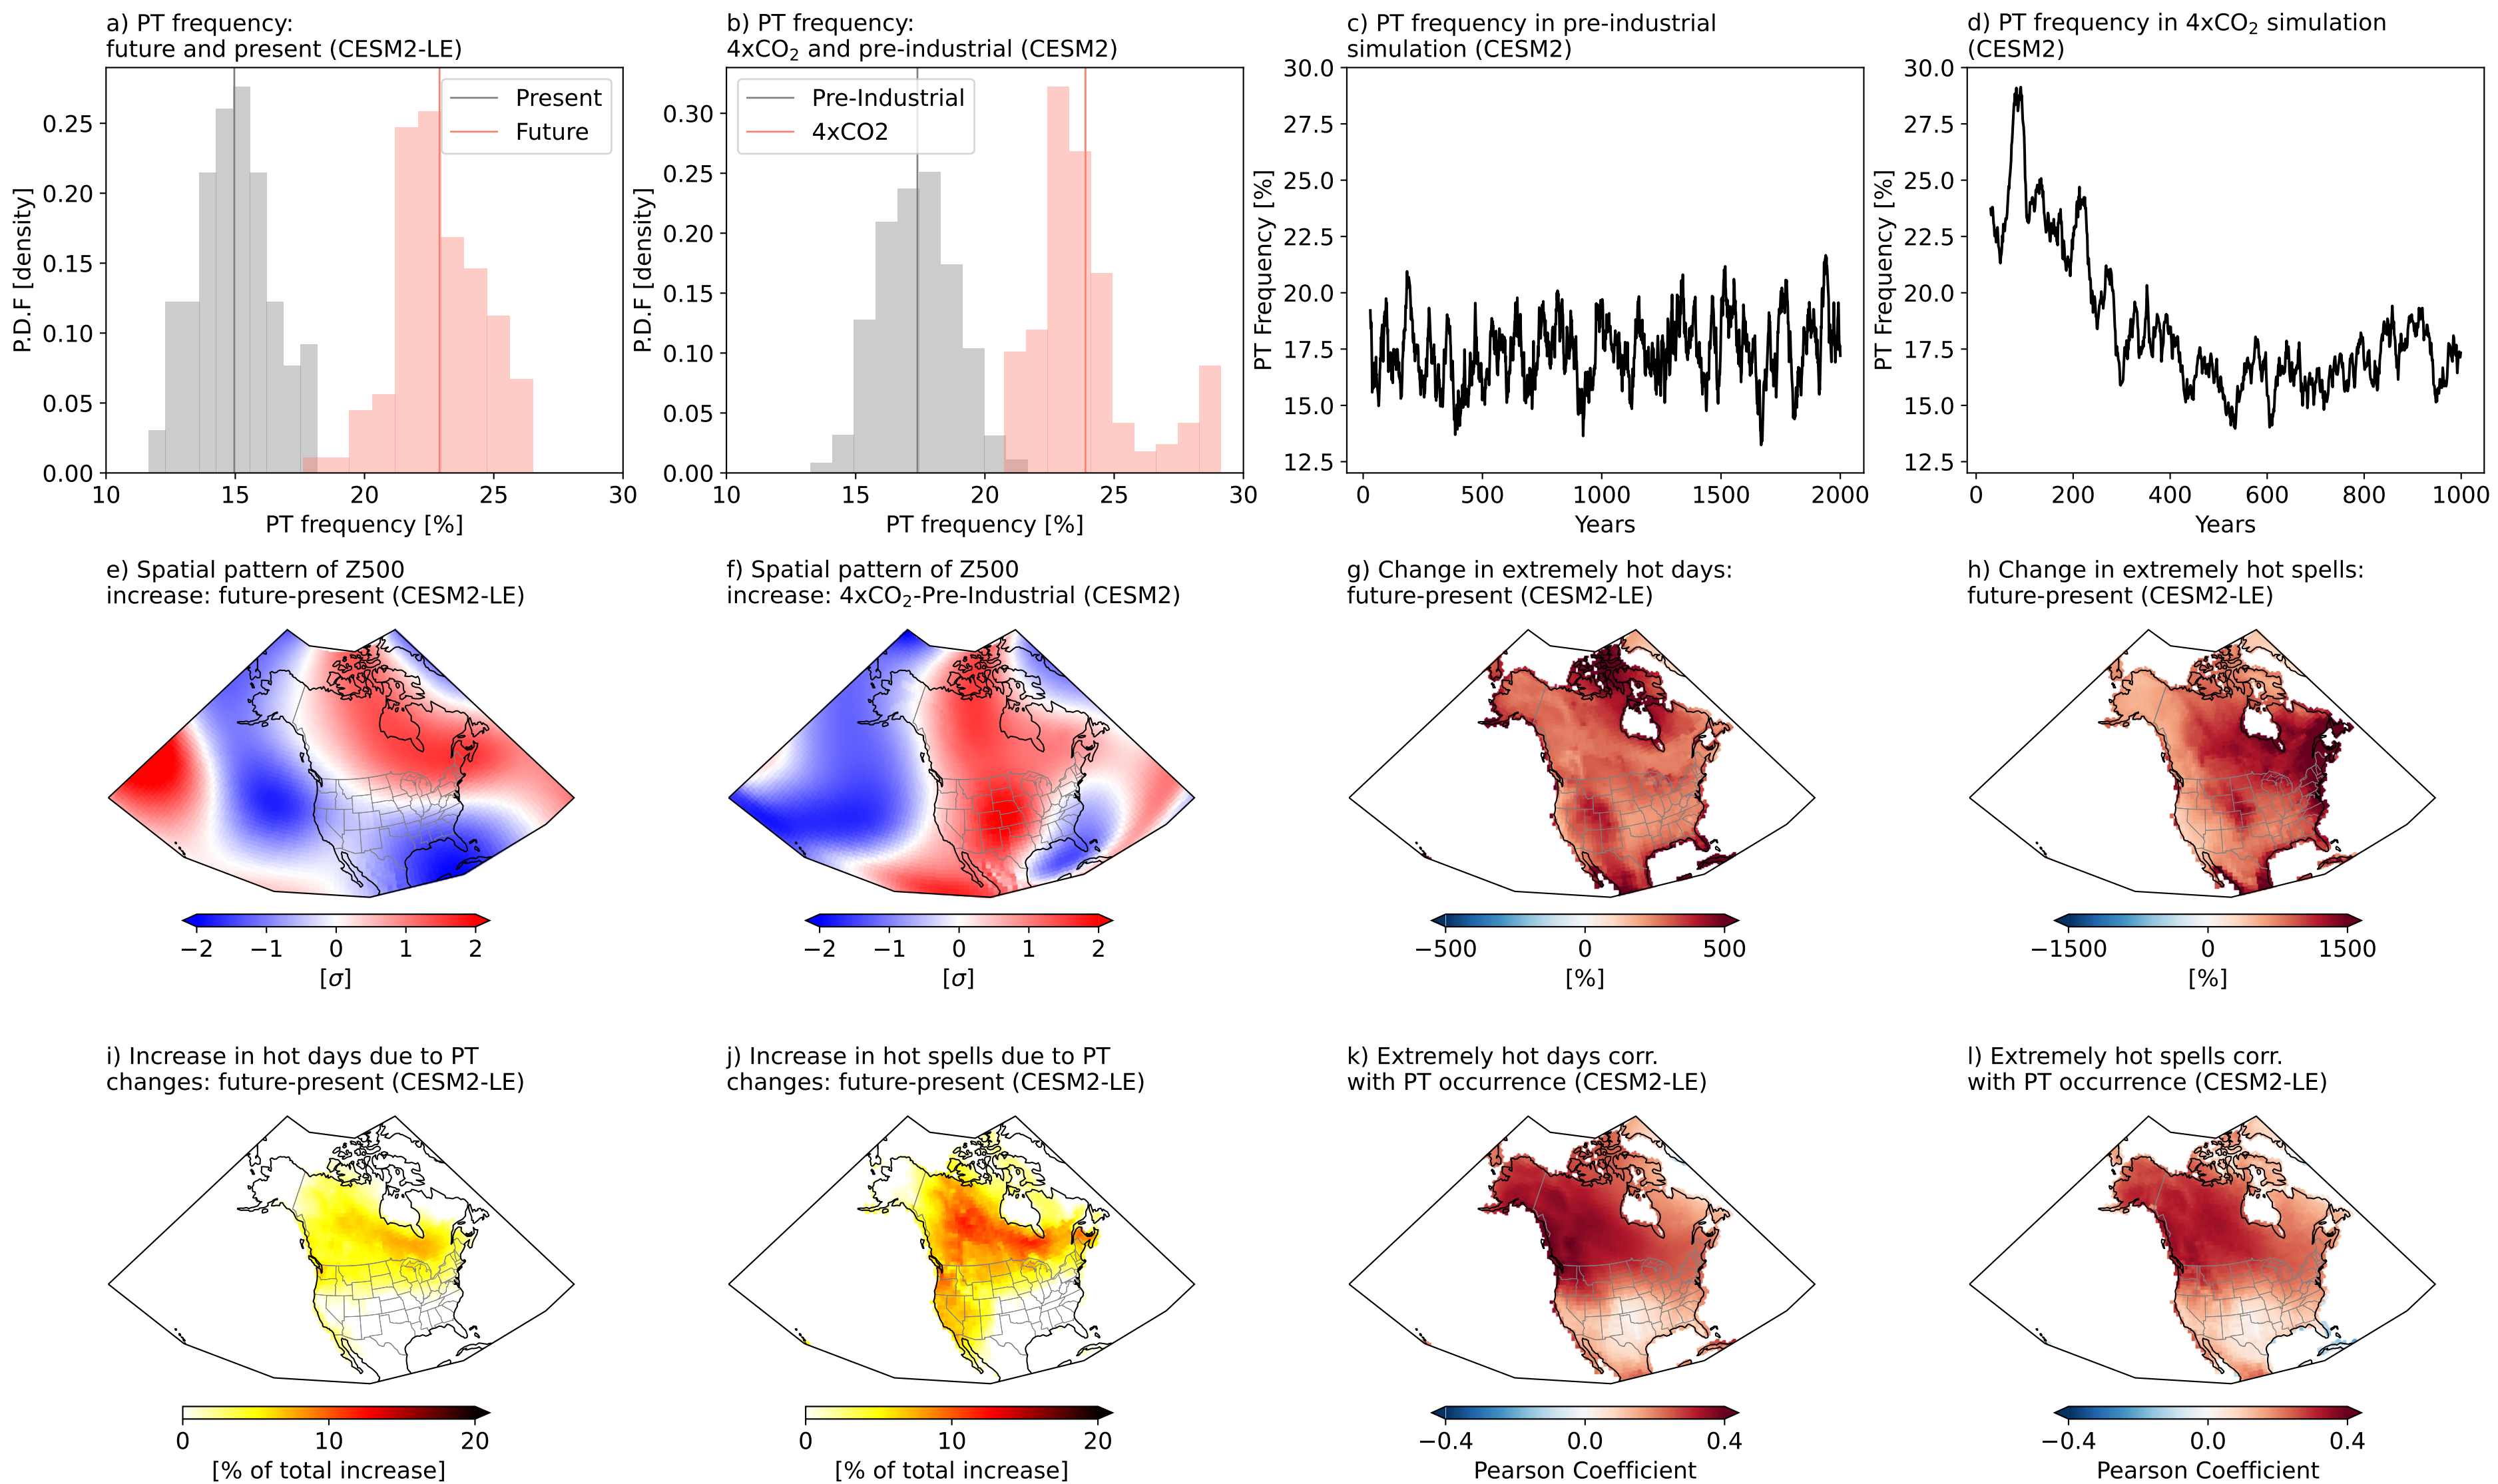 a) PT frequency:
future and present (CESM2-LE)
P.D.F [density]
0.25
0.20
0.15
0.10
0.05
0.00
10 15 20 25 30
PT frequency [%]
Present
Future
b) PT frequency:
4xCO₂ and pre-industrial (CESM2)
P.D.F [density]
0.30
0.25
0.20
0.15
0.10
0.05
0.00
10 15 20 25 30
PT frequency [%]
Pre-Industrial
4xCO2
c) PT frequency in pre-industrial
simulation (CESM2)
PT Frequency [%]
30.0
27.5
25.0
22.5
20.0
17.5
15.0
12.5
0 500 1000 1500 2000
Years
d) PT frequency in 4xCO₂ simulation
(CESM2)
PT Frequency [%]
30.0
27.5
25.0
22.5
20.0
17.5
15.0
12.5
0 200 400 600 800 1000
Years
e) Spatial pattern of Z500
increase: future-present (CESM2-LE)
−2 −1 0 1 2
[σ]
f) Spatial pattern of Z500
increase: 4xCO₂-Pre-Industrial (CESM2)
−2 −1 0 1 2
[σ]
g) Change in extremely hot days:
future-present (CESM2-LE)
−500 0 500
[%]
h) Change in extremely hot spells:
future-present (CESM2-LE)
−1500 0 1500
[%]
i) Increase in hot days due to PT
changes: future-present (CESM2-LE)
0 10 20
[% of total increase]
j) Increase in hot spells due to PT
changes: future-present (CESM2-LE)
0 10 20
[% of total increase]
k) Extremely hot days corr.
with PT occurrence (CESM2-LE)
−0.4 0.0 0.4
Pearson Coefficient
l) Extremely hot spells corr.
with PT occurrence (CESM2-LE)
−0.4 0.0 0.4
Pearson Coefficient